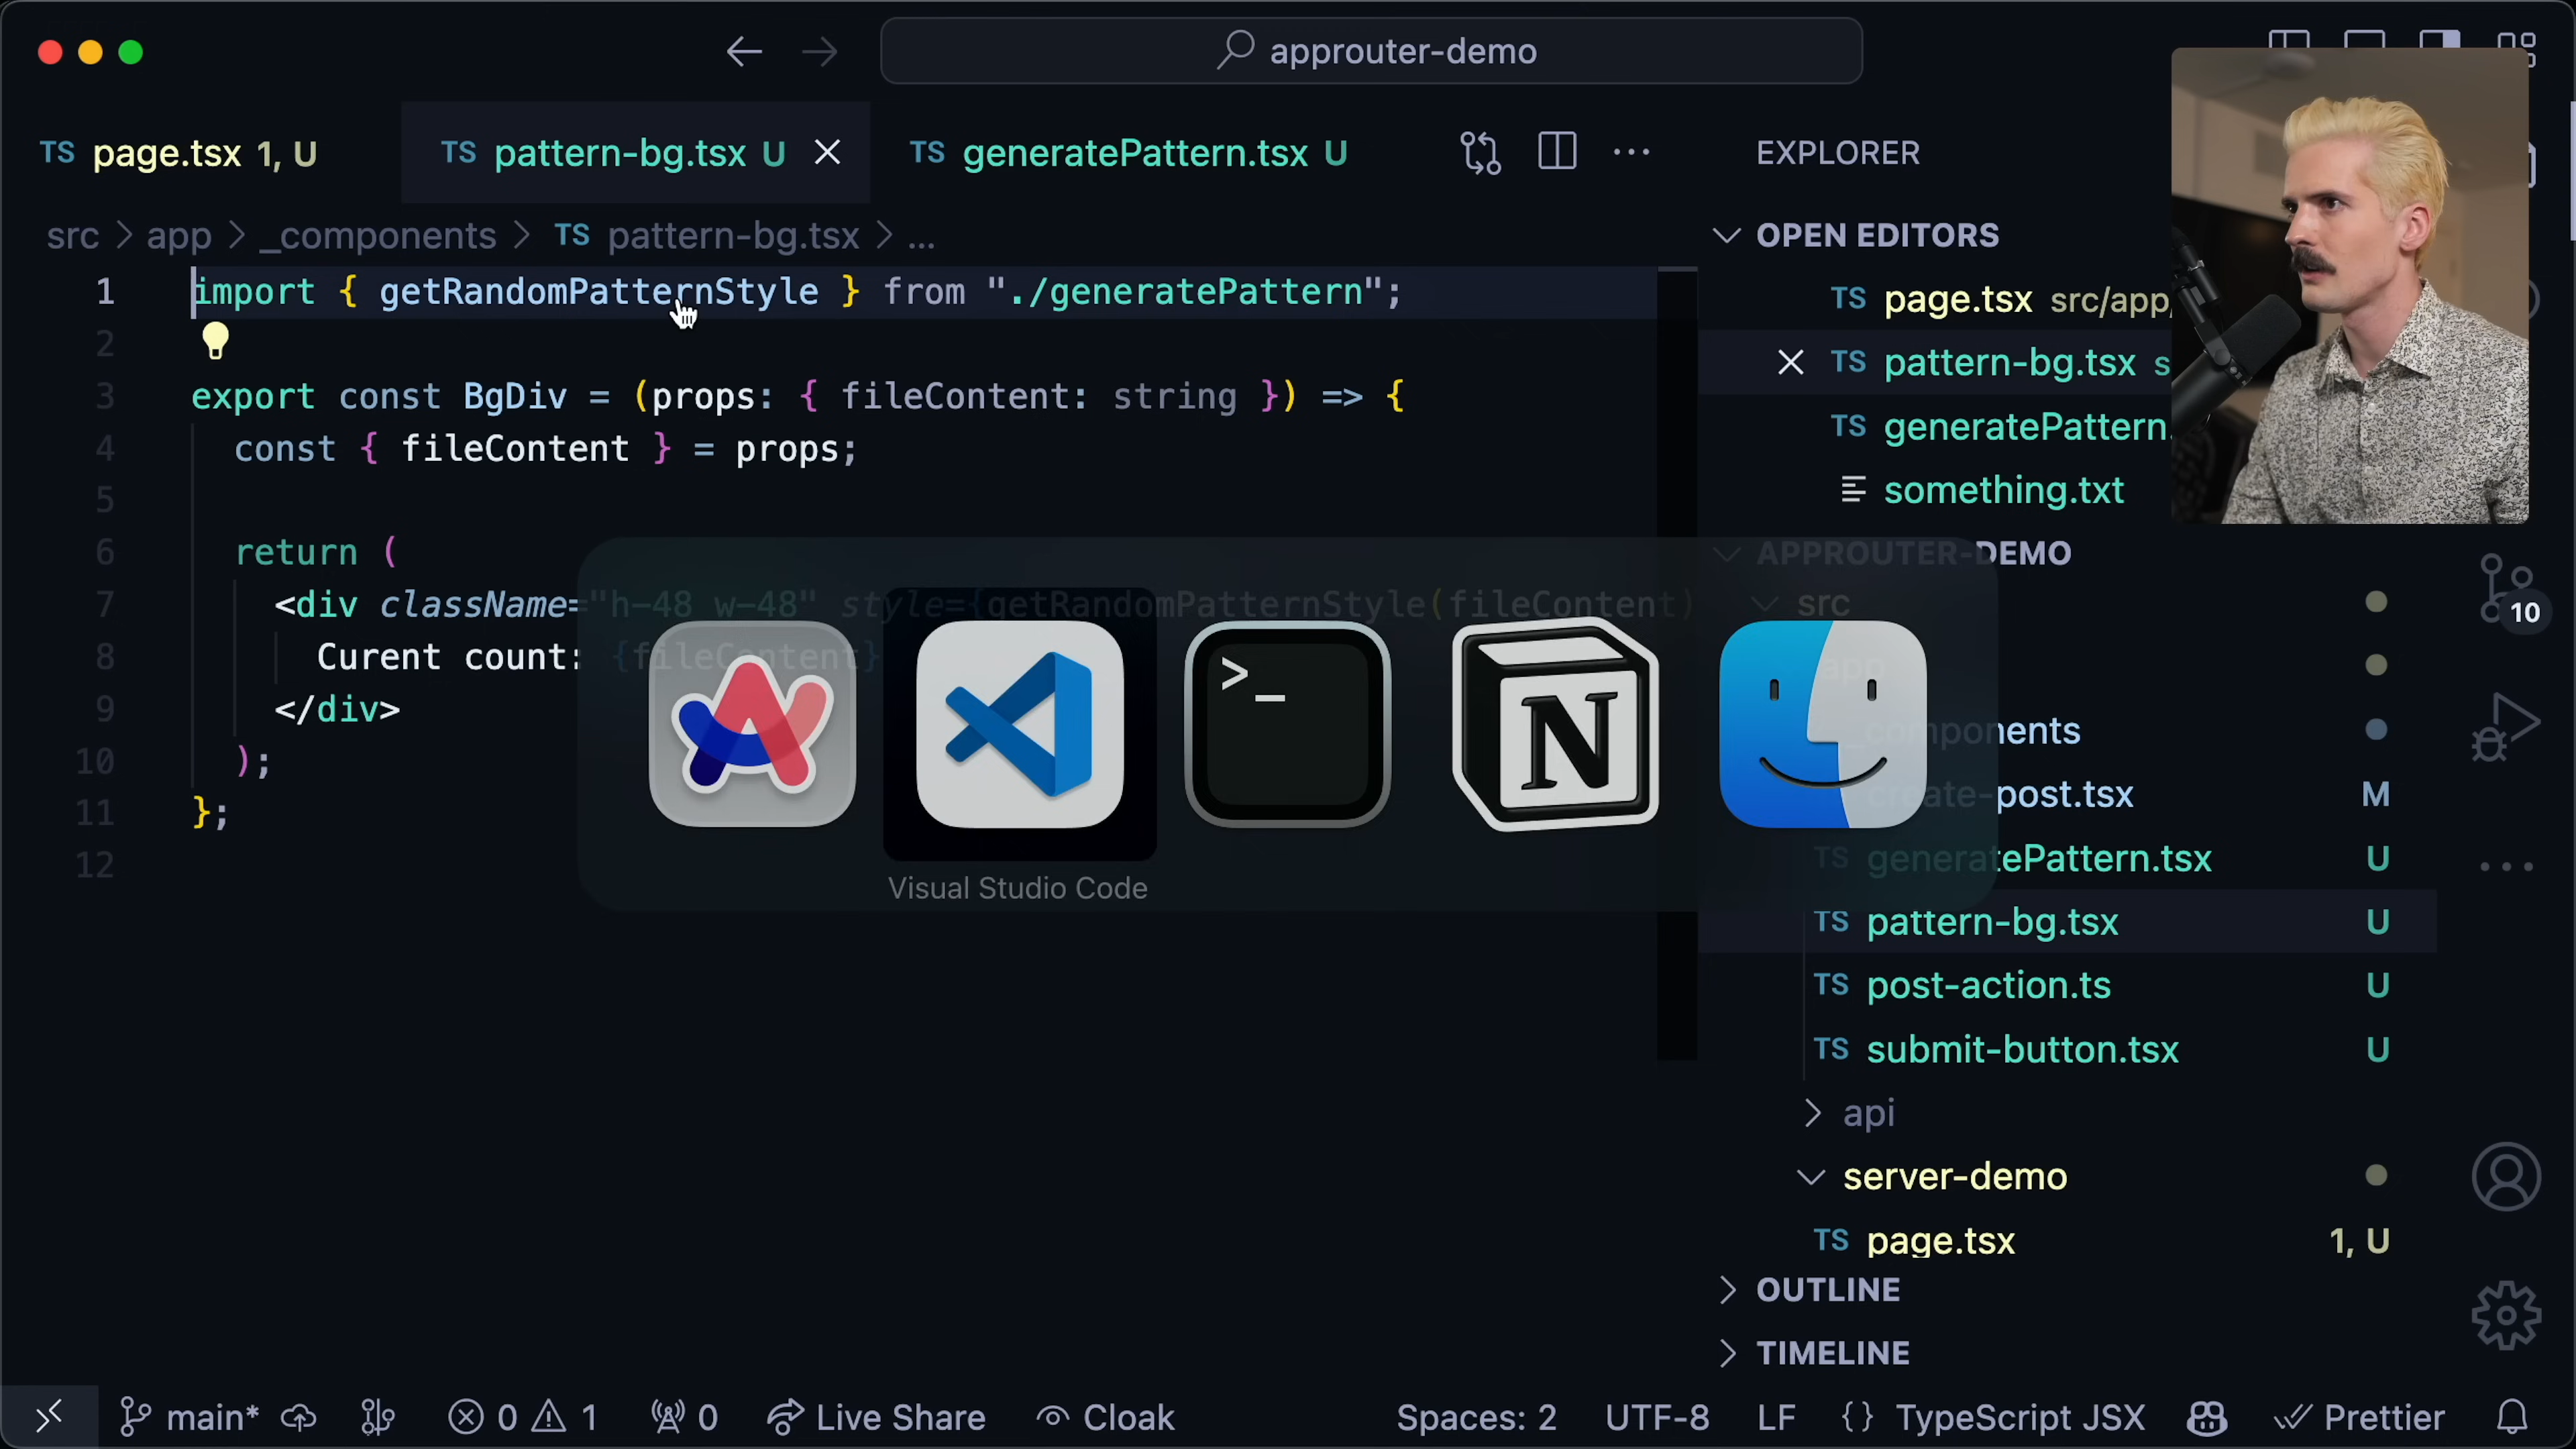 approuter-demo
TS page.tsx 1, U
TS pattern-bg.tsx U
TS generatePattern.tsx U
EXPLORER
src > app > _components > TS pattern-bg.tsx > ...
OPEN EDITORS
1 import { getRandomPatternStyle } from "./generatePattern";
2
3 export const BgDiv = (props: { fileContent: string }) => {
4 const { fileContent } = props;
5
6 return (
7 <div className="h-48 w-48" style={getRandomPatternStyle(fileContent)
8 Curent count: {fileContent}
9 </div>
10 );
11 };
12
TS page.tsx src/app/
TS pattern-bg.tsx s
TS generatePattern.
something.txt
APPROUTER-DEMO
src
app
_components
create-post.tsx M
TS generatePattern.tsx U
TS pattern-bg.tsx U
TS post-action.ts U
TS submit-button.tsx U
api
server-demo
TS page.tsx 1, U
OUTLINE
TIMELINE
10
>_
N
Visual Studio Code
main* 0 1 0 Live Share Cloak Spaces: 2 UTF-8 LF {} TypeScript JSX Prettier